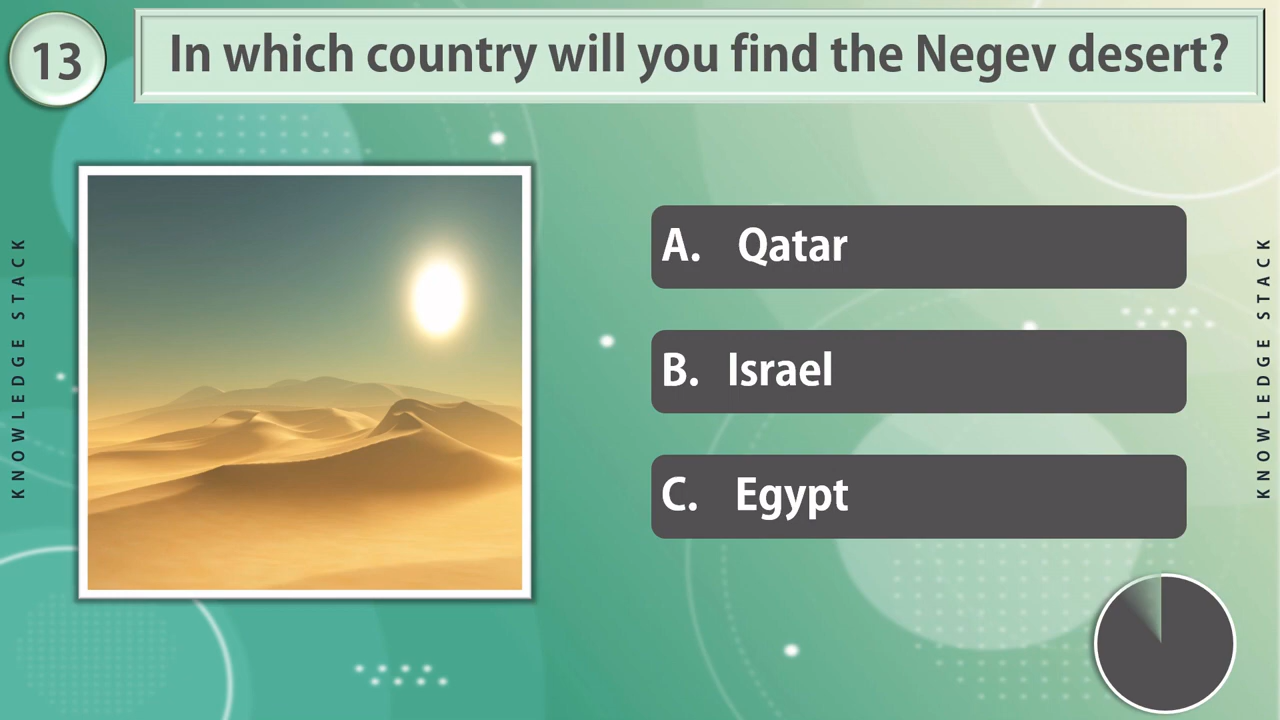 13
In which country will you find the Negev desert?
KNOWLEDGE STACK
A. Qatar
B. Israel
C. Egypt
KNOWLEDGE STACK